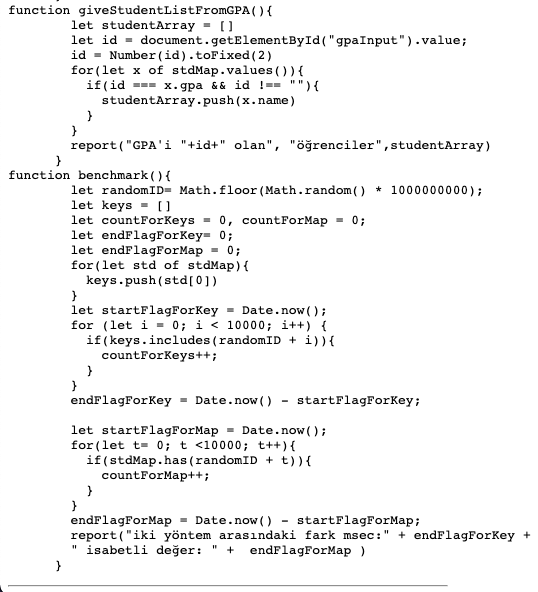 function giveStudentListFromGPA(){
let studentArray = []
let id = document.getElementById("gpaInput").value;
id = Number(id).toFixed(2)
for(let x of stdMap.values()){
if(id === x.gpa && id !== ""){
studentArray.push(x.name)
}
}
report("GPA'i "+id+" olan", "öğrenciler",studentArray)
}
function benchmark(){
let randomID= Math.floor(Math.random() * 1000000000);
let keys = []
let countForKeys = 0, countForMap = 0;
let endFlagForKey= 0;
let endFlagForMap = 0;
for(let std of stdMap){
keys.push(std[0])
}
let startFlagForKey = Date.now();
for (let i = 0; i < 10000; i++) {
if(keys.includes(randomID + i)){
countForKeys++;
}
}
endFlagForKey = Date.now() - startFlagForKey;
let startFlagForMap = Date.now();
for(let t= 0; t <10000; t++){
if(stdMap.has(randomID + t)){
countForMap++;
}
}
endFlagForMap = Date.now() - startFlagForMap;
report("iki yöntem arasındaki fark msec:" + endFlagForKey +
" isabetli değer: " +  endFlagForMap )
}